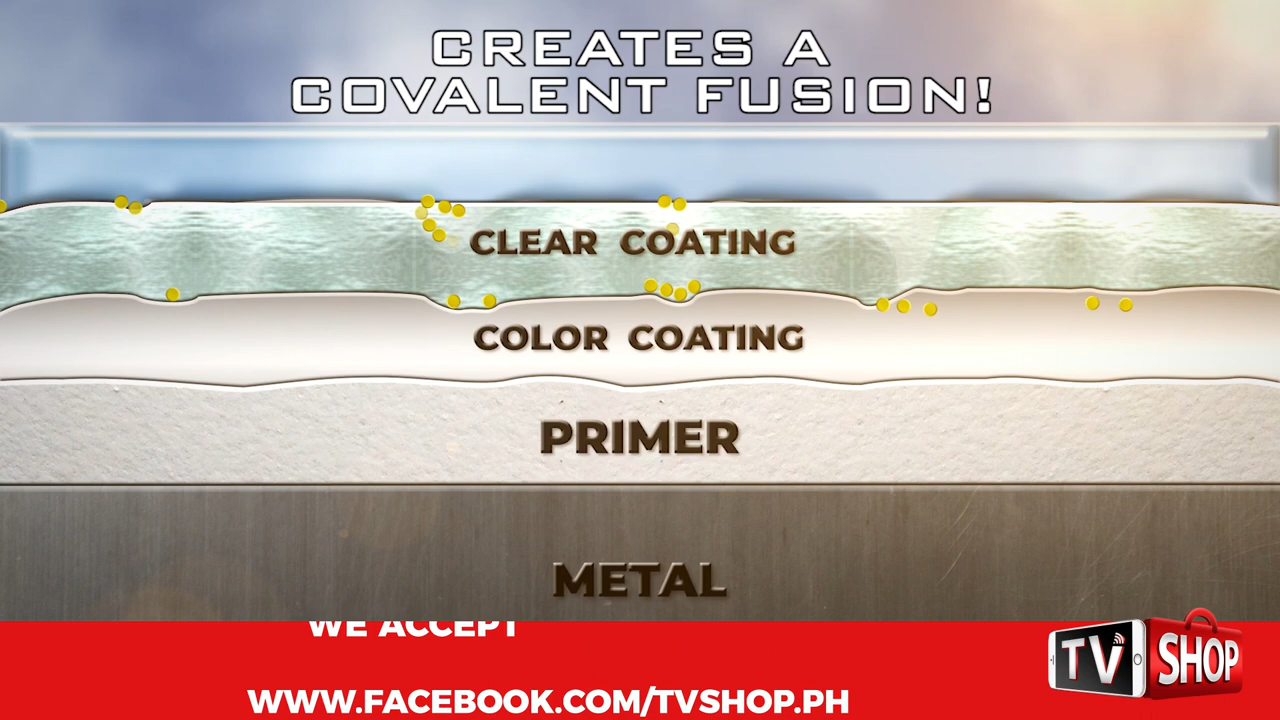 CREATES A
COVALENT FUSION!
CLEAR COATING
COLOR COATING
PRIMER
METAL
WE ACCEPT
WWW.FACEBOOK.COM/TVSHOP.PH
TV SHOP